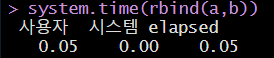 > system.time(rbind(a,b))
사용자  시스템 elapsed
0.05    0.00    0.05